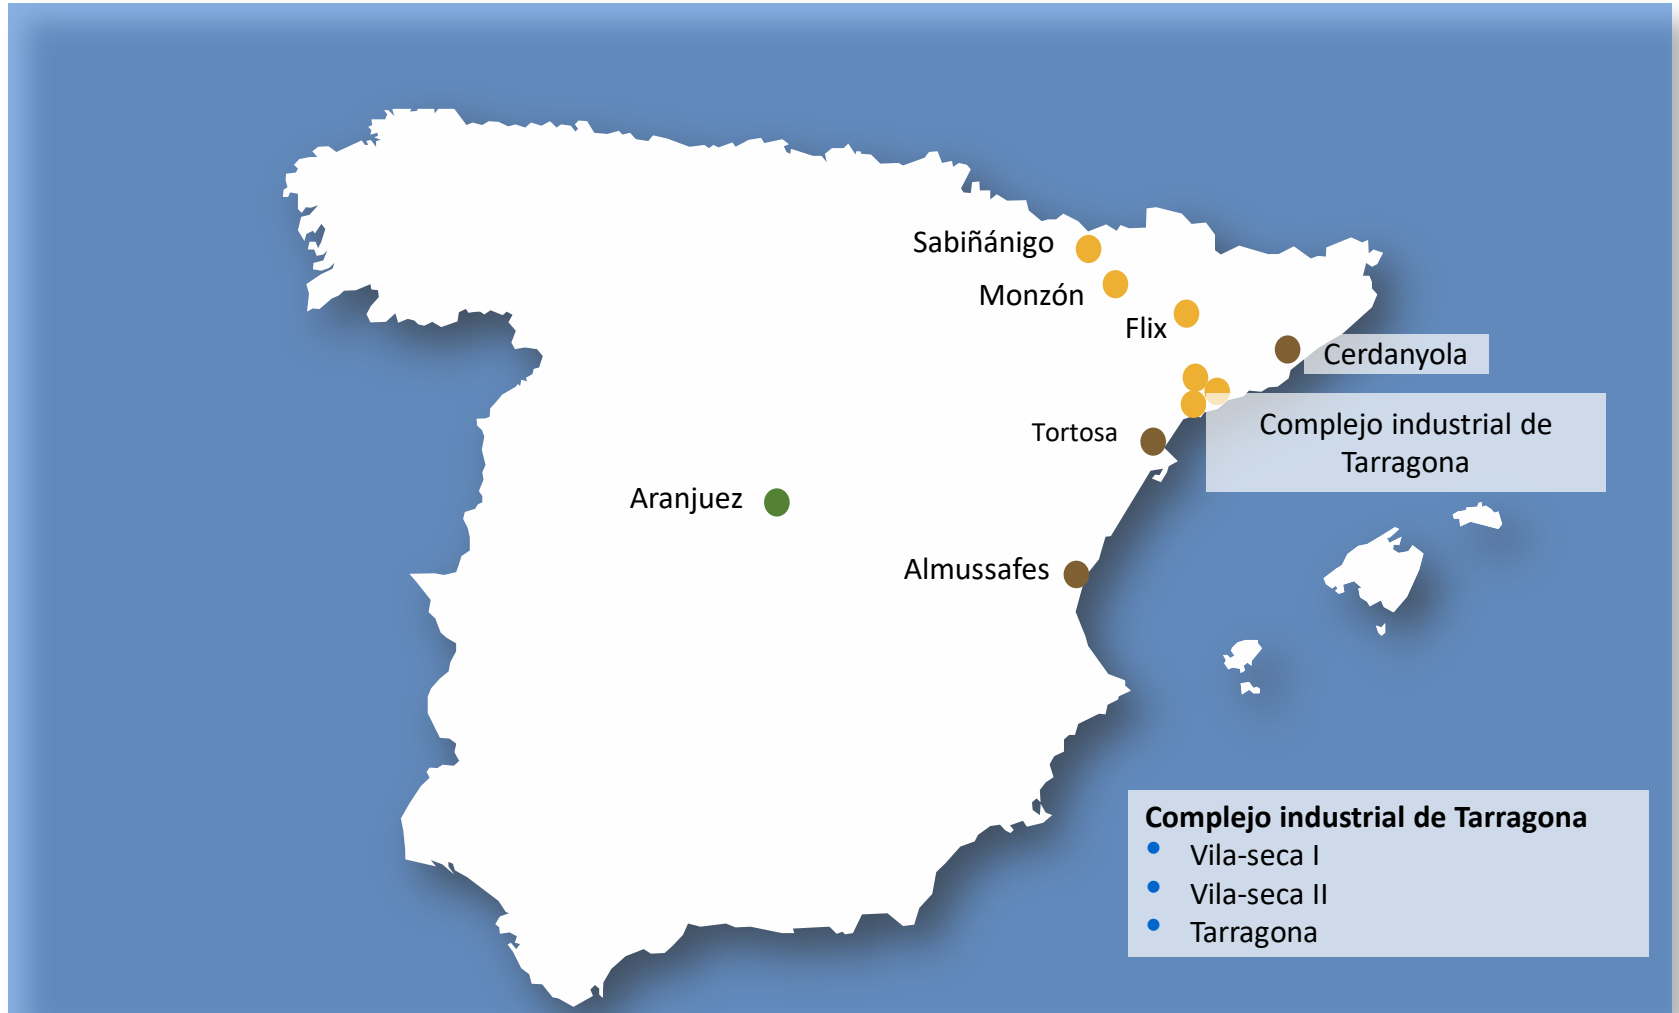 Sabiñánigo
Monzón
Flix
Cerdanyola
Complejo industrial de
Tarragona
Tortosa
Aranjuez
Almussafes
Complejo industrial de Tarragona
• Vila-seca I
• Vila-seca II
• Tarragona